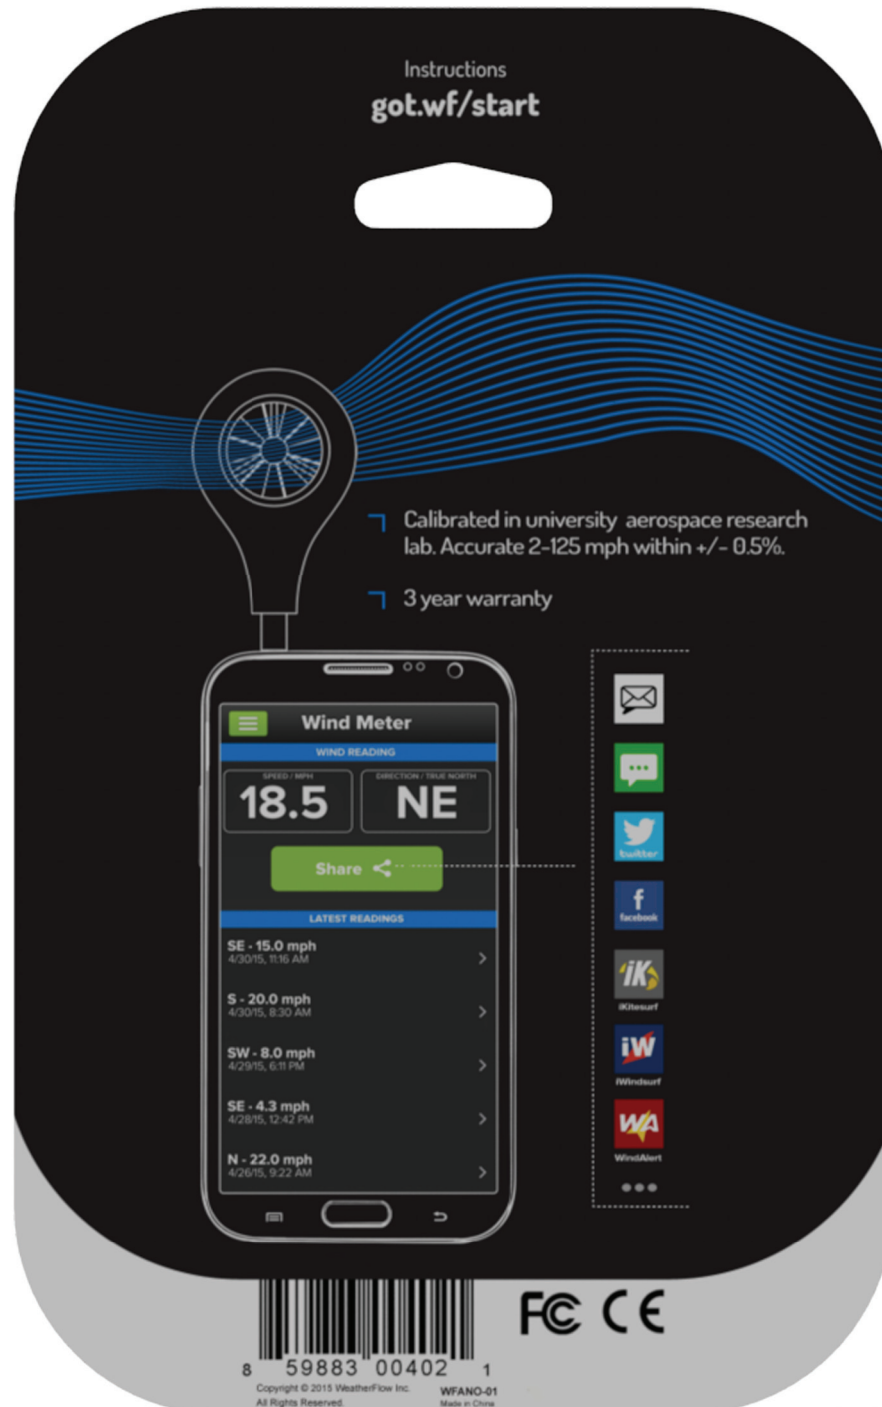 Instructions
got.wf/start
Calibrated in university aerospace research
lab. Accurate 2-125 mph within +/- 0.5%.
3 year warranty
Wind Meter
WIND READING
SPEED / MPH
18.5
DIRECTION / TRUE NORTH
NE
Share
LATEST READINGS
SE - 15.0 mph
4/30/15, 11:16 AM
S - 20.0 mph
4/30/15, 8:30 AM
SW - 8.0 mph
4/29/15, 6:11 PM
SE - 4.3 mph
4/28/15, 12:42 PM
N - 22.0 mph
4/26/15, 9:22 AM
twitter
f
facebook
iK
iKitesurf
iW
iWindsurf
WA
WindAlert
FC CE
8 59883 00402 1
Copyright © 2015 WeatherFlow Inc.
All Rights Reserved.
WFANO-01
Made in China